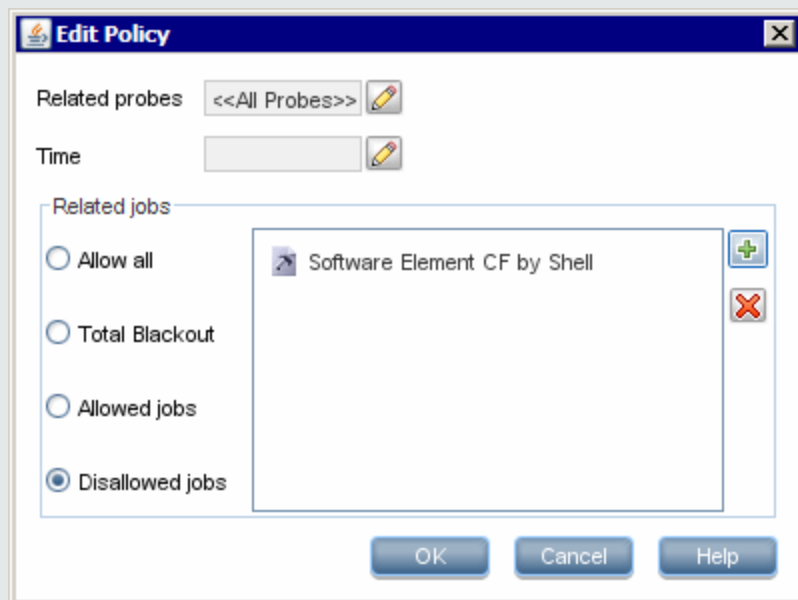 Edit Policy
Related probes <<All Probes>>
Time
Related jobs
Allow all
Software Element CF by Shell
Total Blackout
Allowed jobs
Disallowed jobs
OK Cancel Help